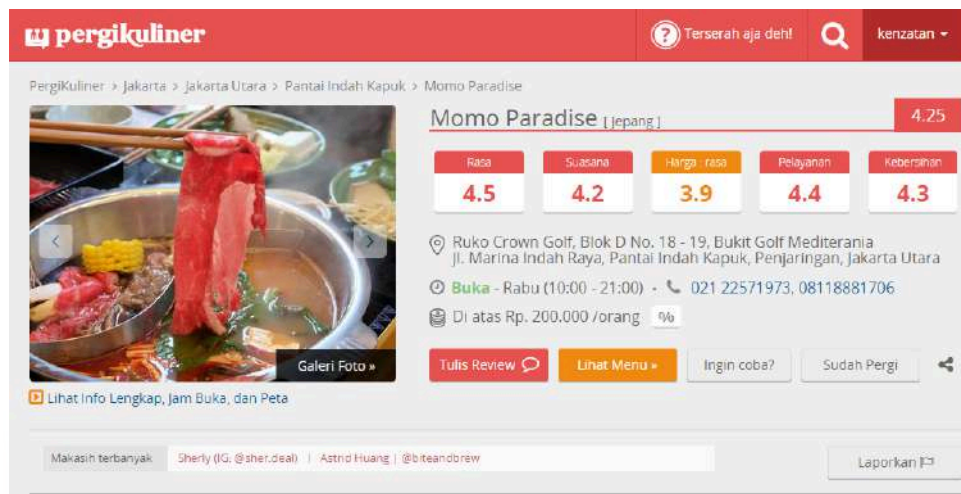 pergikuliner
? Terserah aja deh!
kenzatan
PergiKuliner > Jakarta > Jakarta Utara > Pantai Indah Kapuk > Momo Paradise
Momo Paradise [ Jepang ]
4.25
Rasa Suasana Harga : rasa Pelayanan Kebersihan
4.5 4.2 3.9 4.4 4.3
Ruko Crown Golf, Blok D No. 18 - 19, Bukit Golf Mediterania
Jl. Marina Indah Raya, Pantai Indah Kapuk, Penjaringan, Jakarta Utara
Buka - Rabu (10:00 - 21:00) · 021 22571973, 08118881706
Di atas Rp. 200.000 /orang %
Galeri Foto »
Tulis Review Lihat Menu » Ingin coba? Sudah Pergi
Lihat Info Lengkap, Jam Buka, dan Peta
Makasih terbanyak Sherly (IG: @sher.deal) | Astrid Huang | @biteandbrew
Laporkan